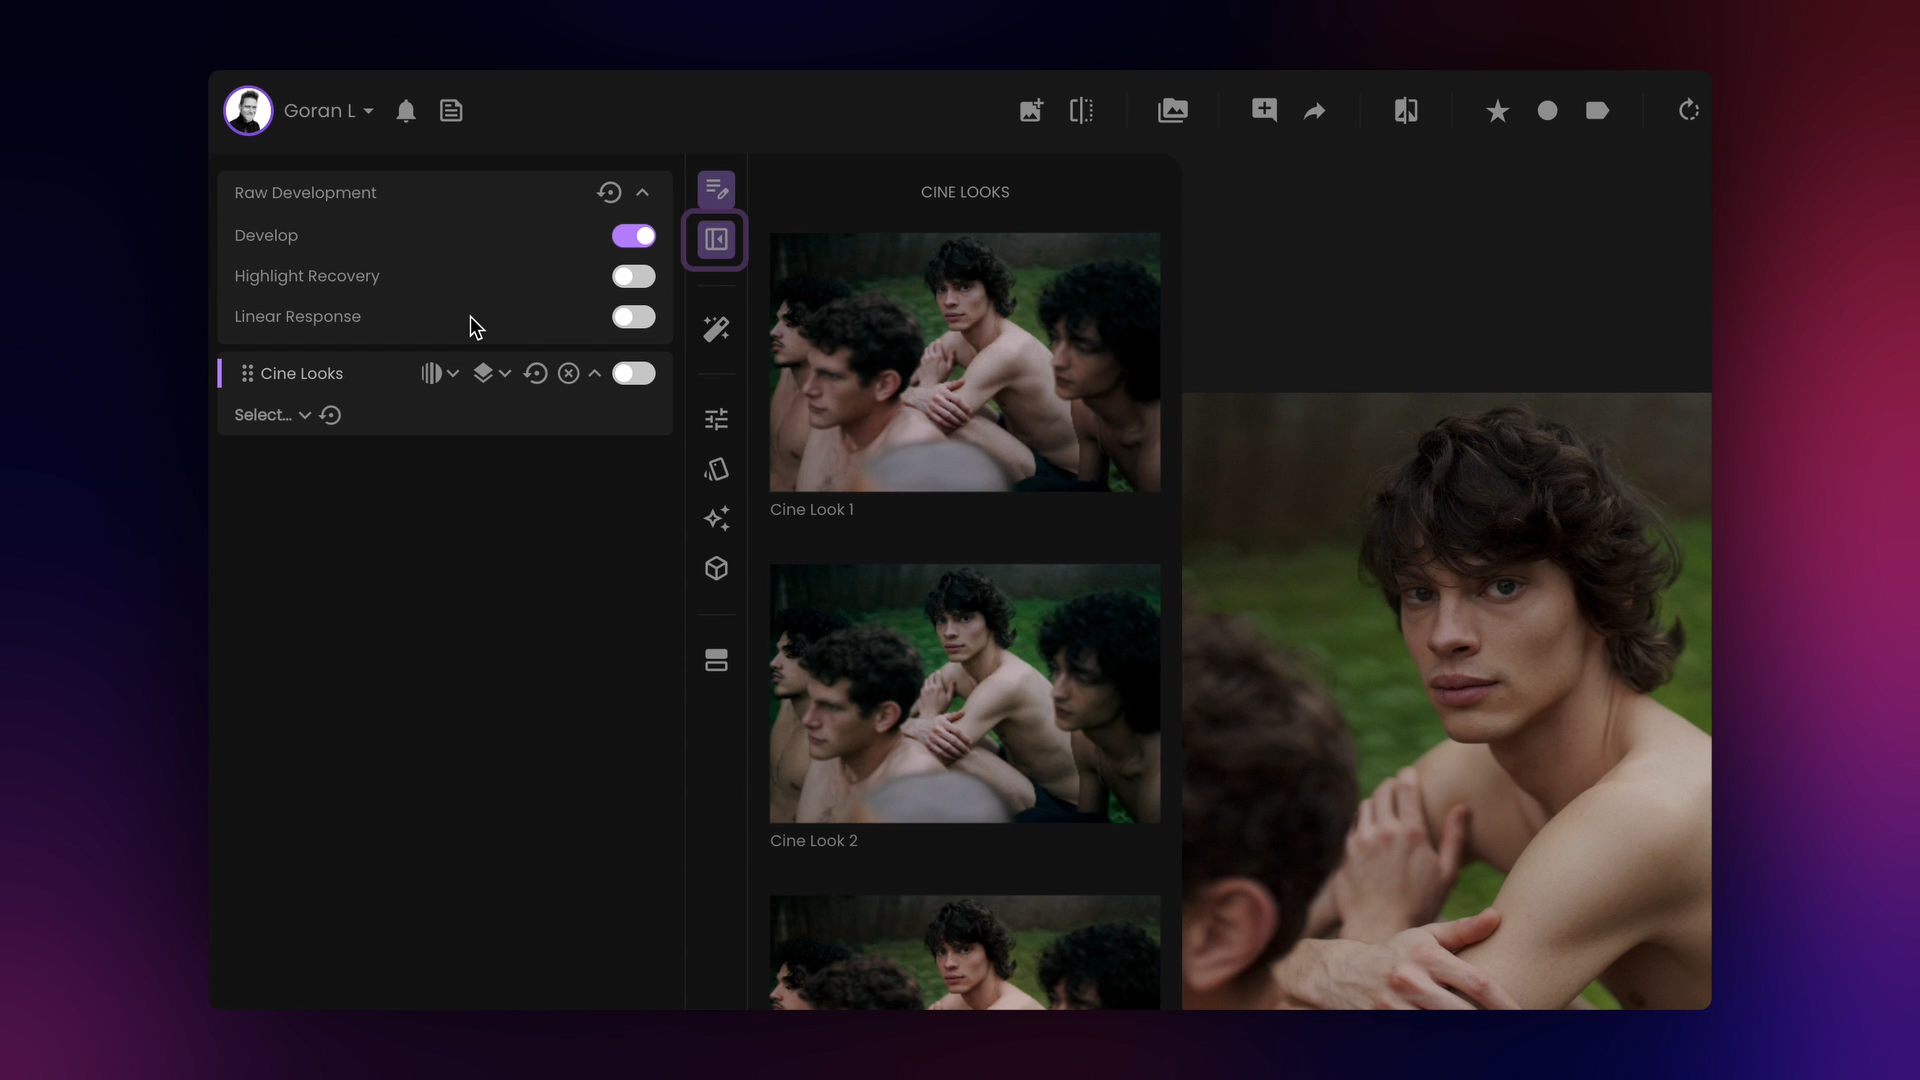 Goran L
Raw Development
Develop
Highlight Recovery
Linear Response
Cine Looks
Select...
CINE LOOKS
Cine Look 1
Cine Look 2